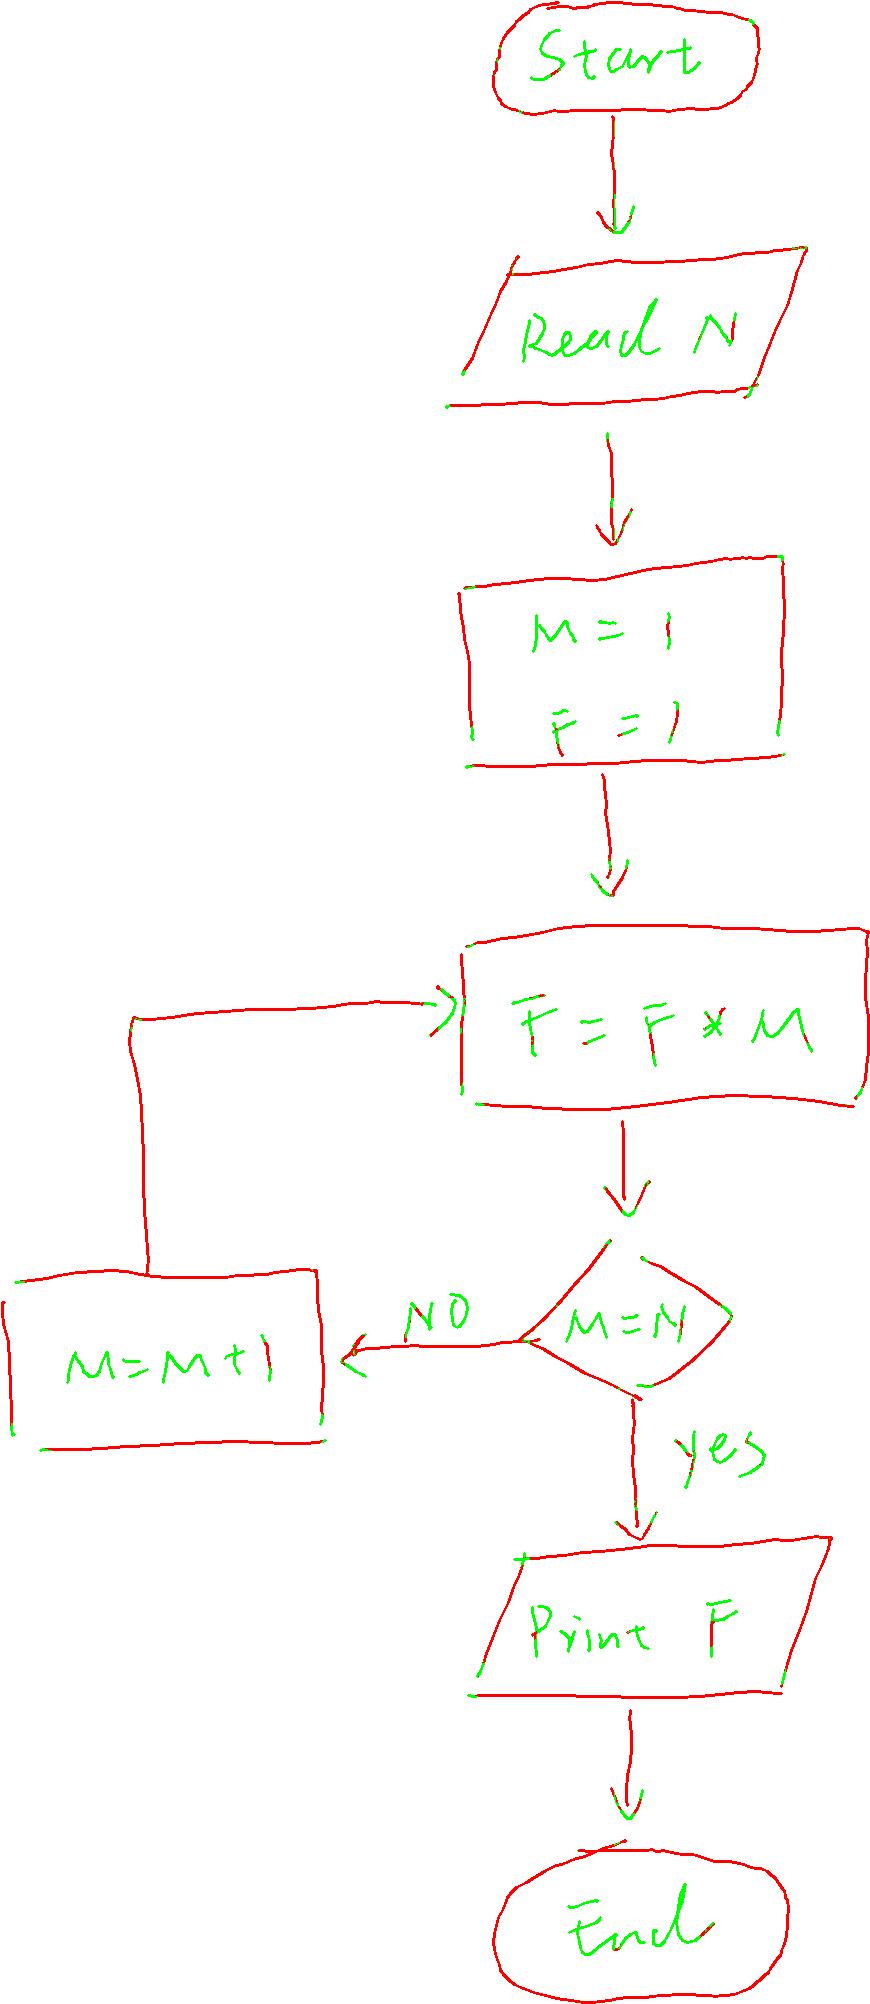 Start
Read N
M = 1
F = 1
F = F * M
M = N
NO
M = M + 1
yes
Print F
End